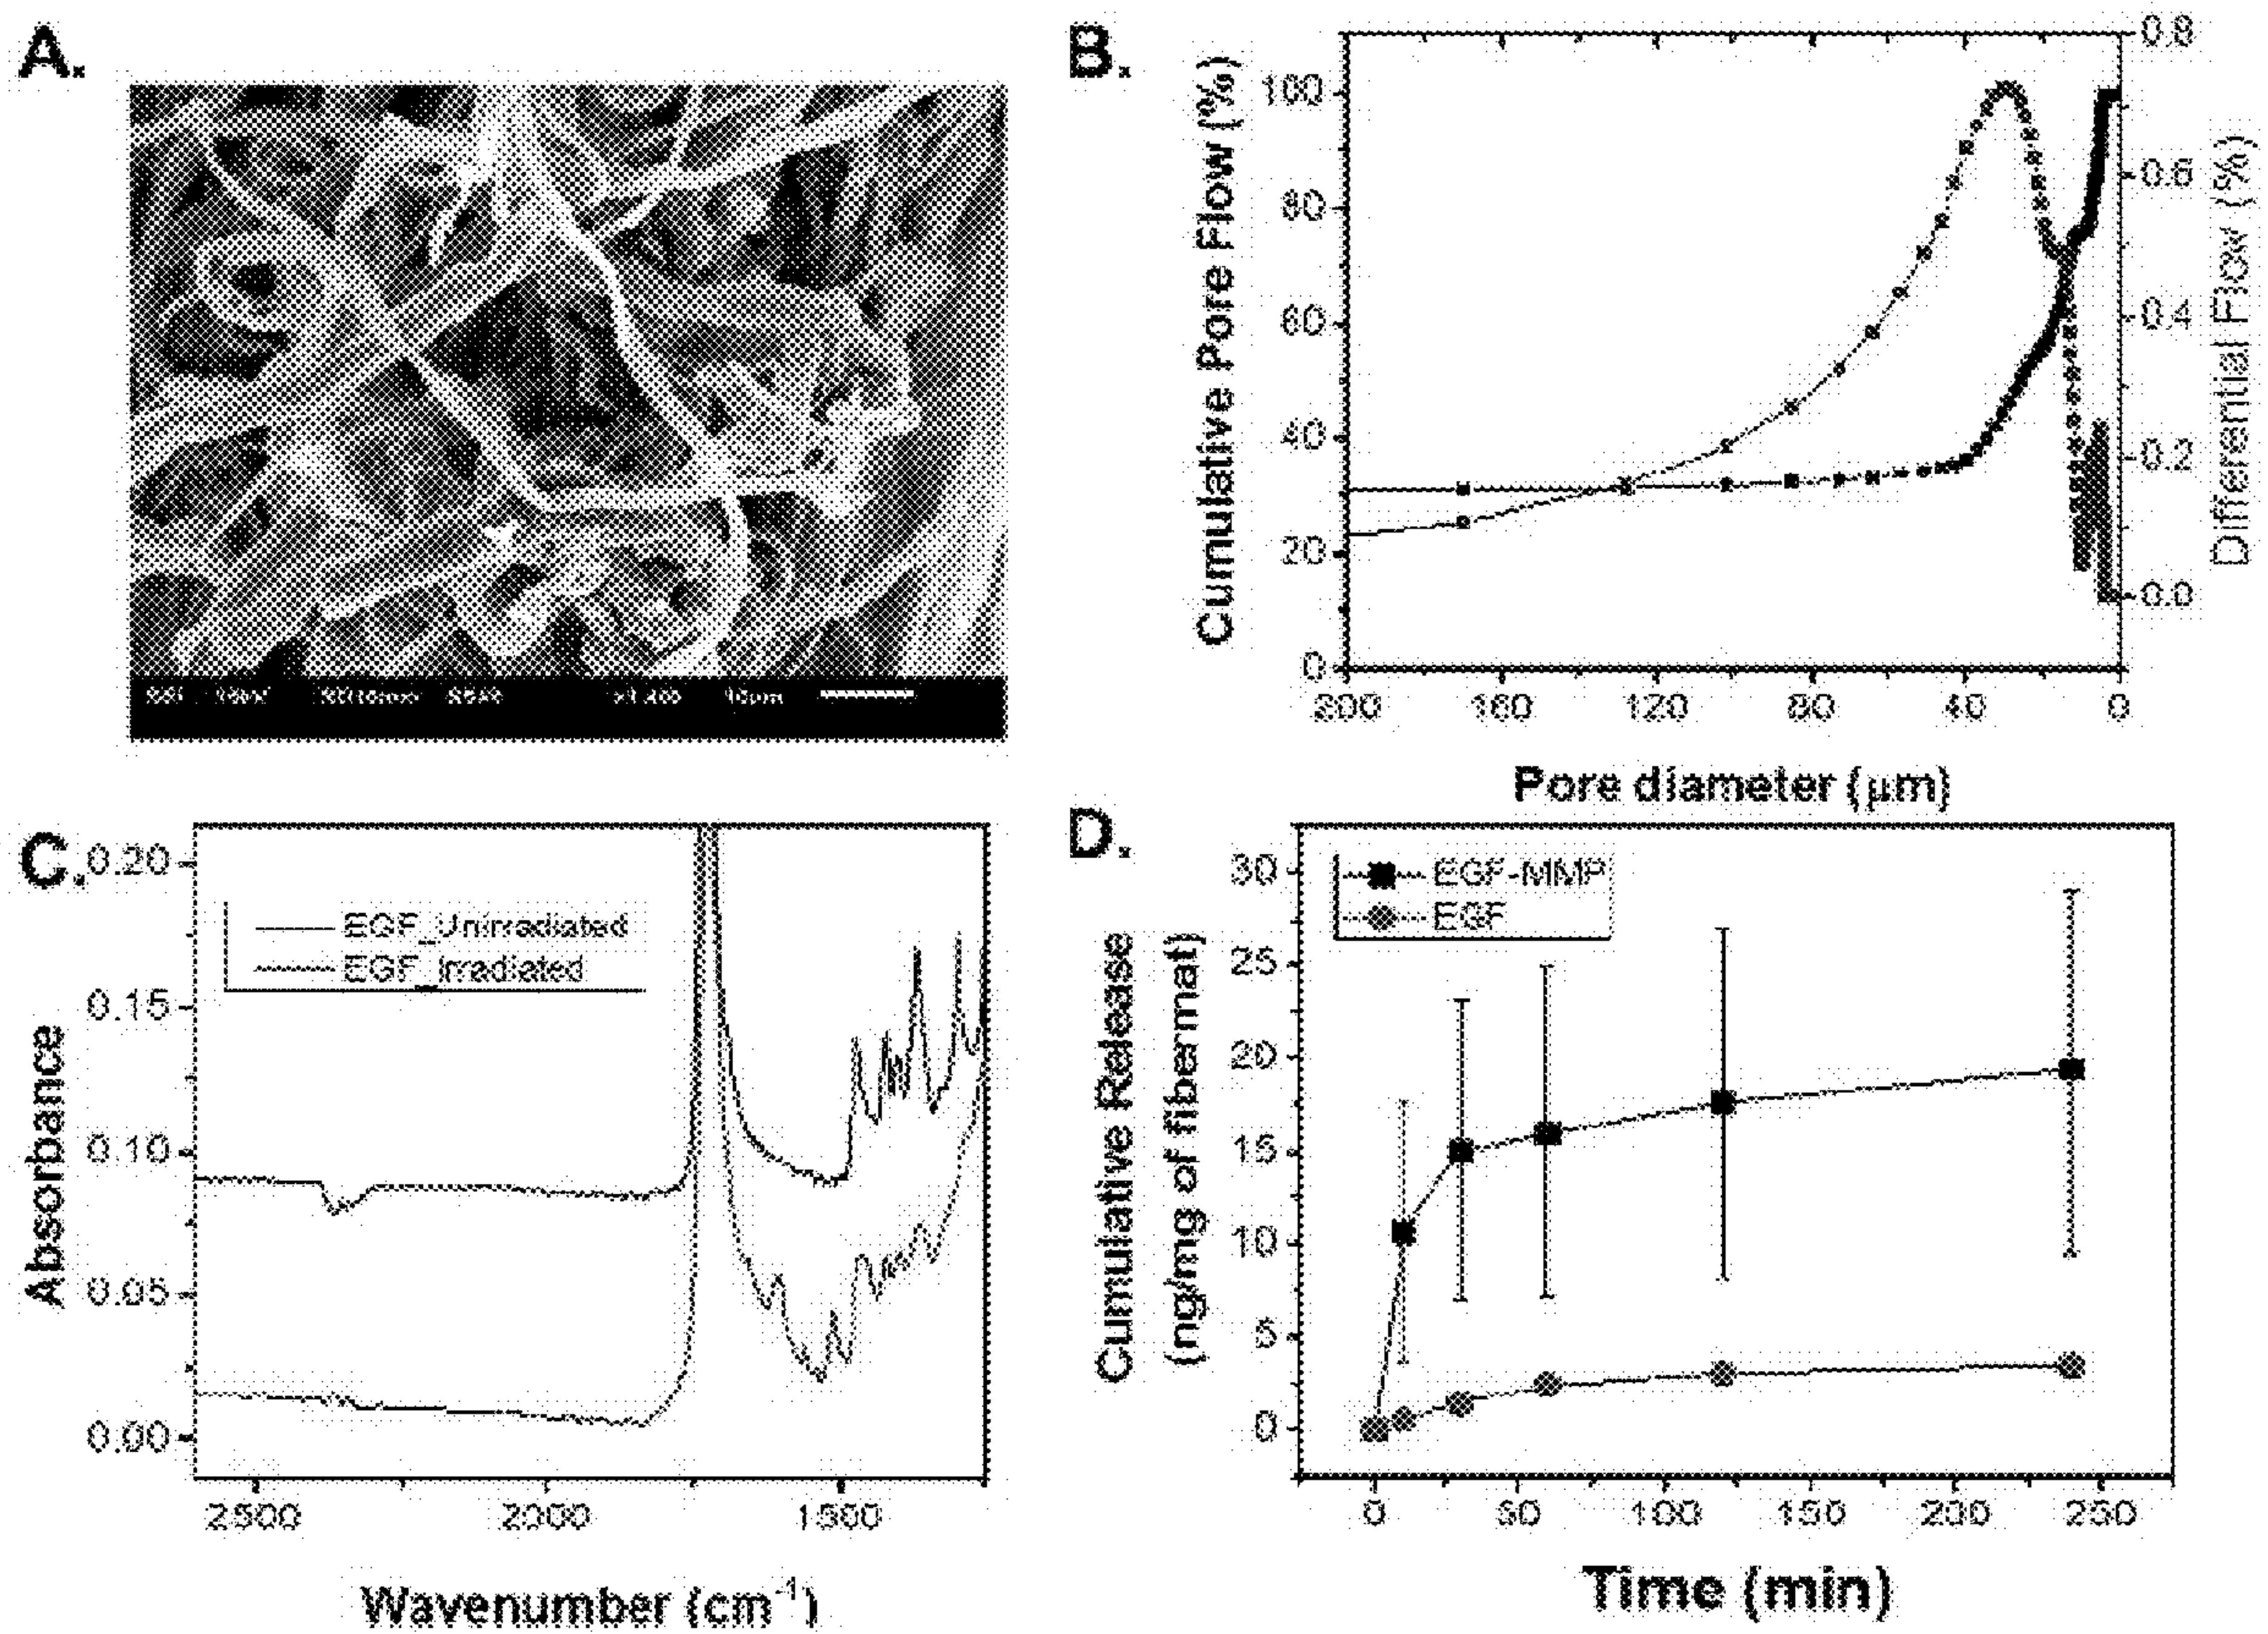 A.
10μm
B.
Cumulative Pore Flow (%)
100
80
60
40
20
0
0.8
0.6
0.4
0.2
0.0
Differential Flow (%)
200
160
120
80
40
0
Pore diameter (μm)
C.
0.20
0.15
0.10
0.05
0.00
Absorbance
EGF_Unirradiated
EGF_Irradiated
2500
2000
1500
Wavenumber (cm-1)
D.
30
25
20
15
10
5
0
Cumulative Release
(ng/mg of fibermat)
EGF-MMP
EGF
0
50
100
150
200
250
Time (min)